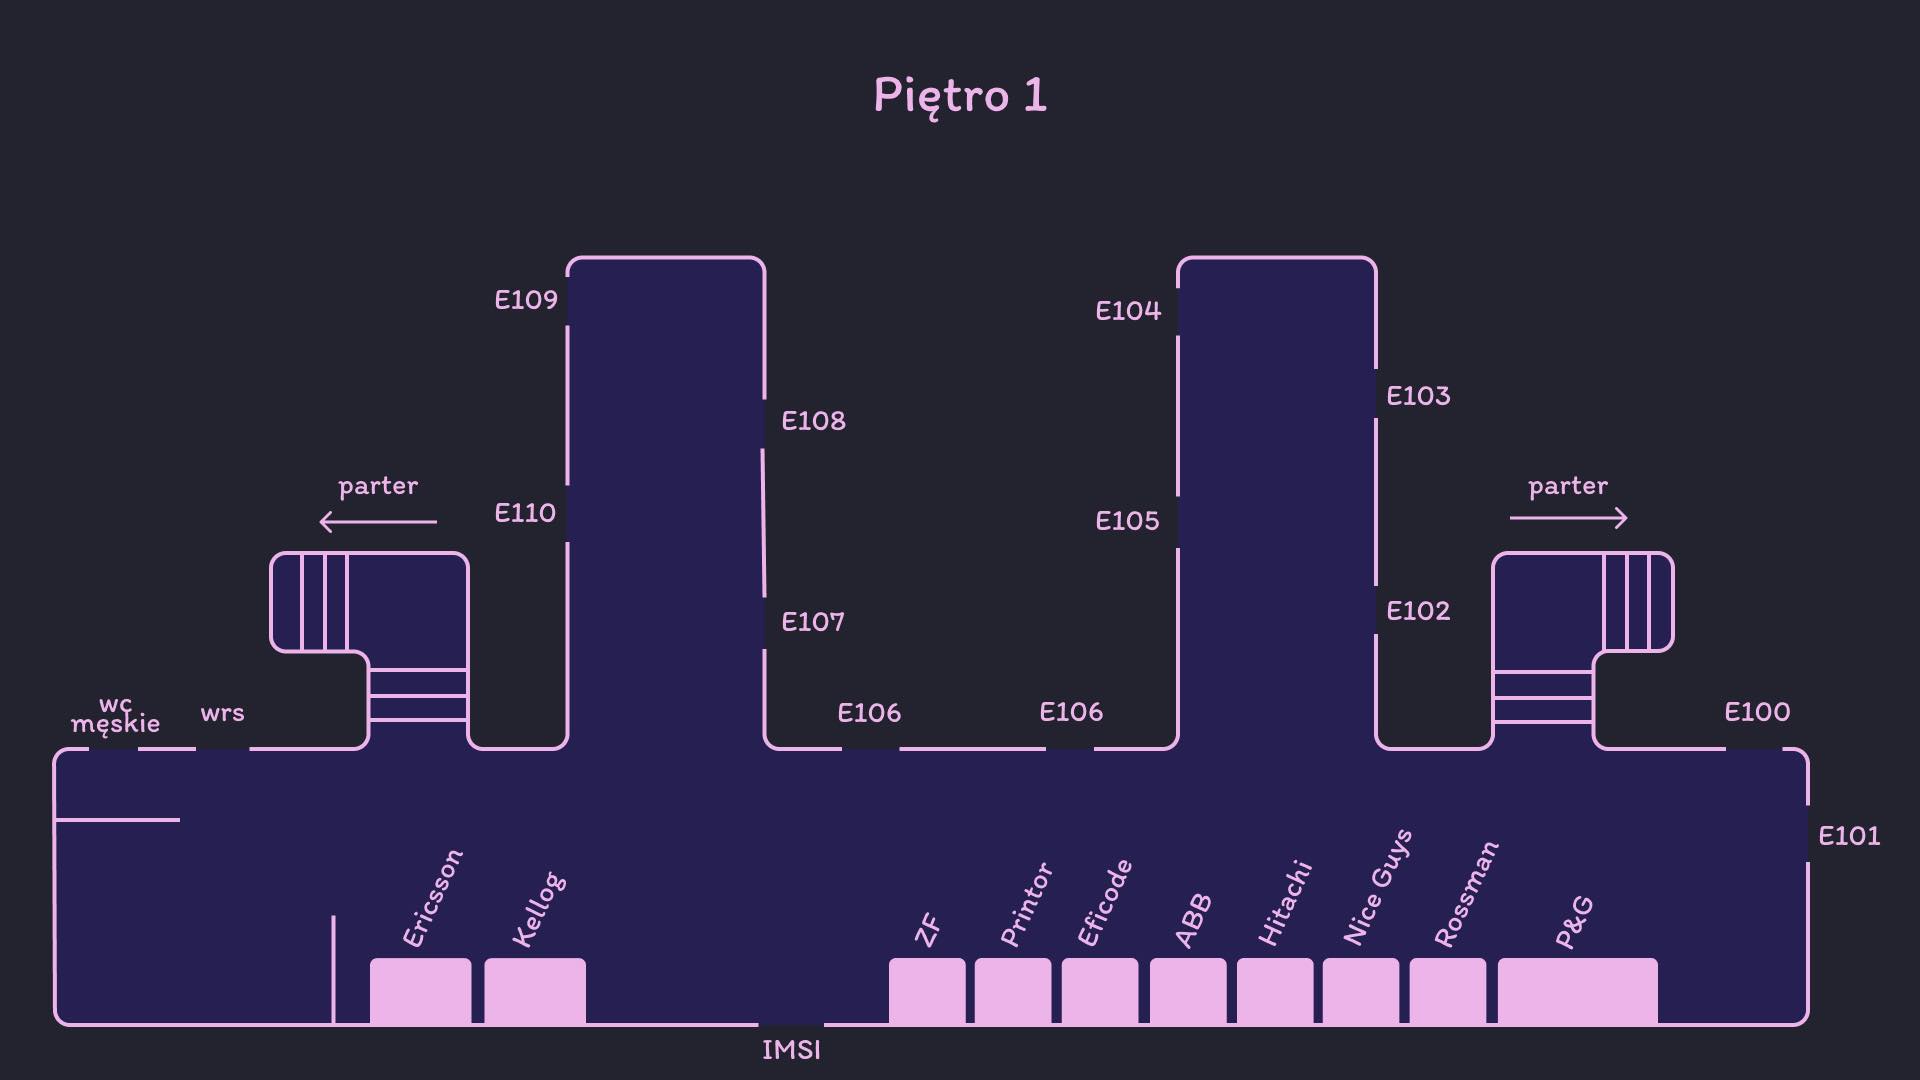 Piętro 1
E109
E104
E103
E108
parter
parter
E110
E105
E102
E107
wc
męskie
wrs
E106
E106
E100
E101
Ericsson
Kellog
ZF
Printor
Eficode
ABB
Hitachi
Nice Guys
Rossman
P&G
IMSI